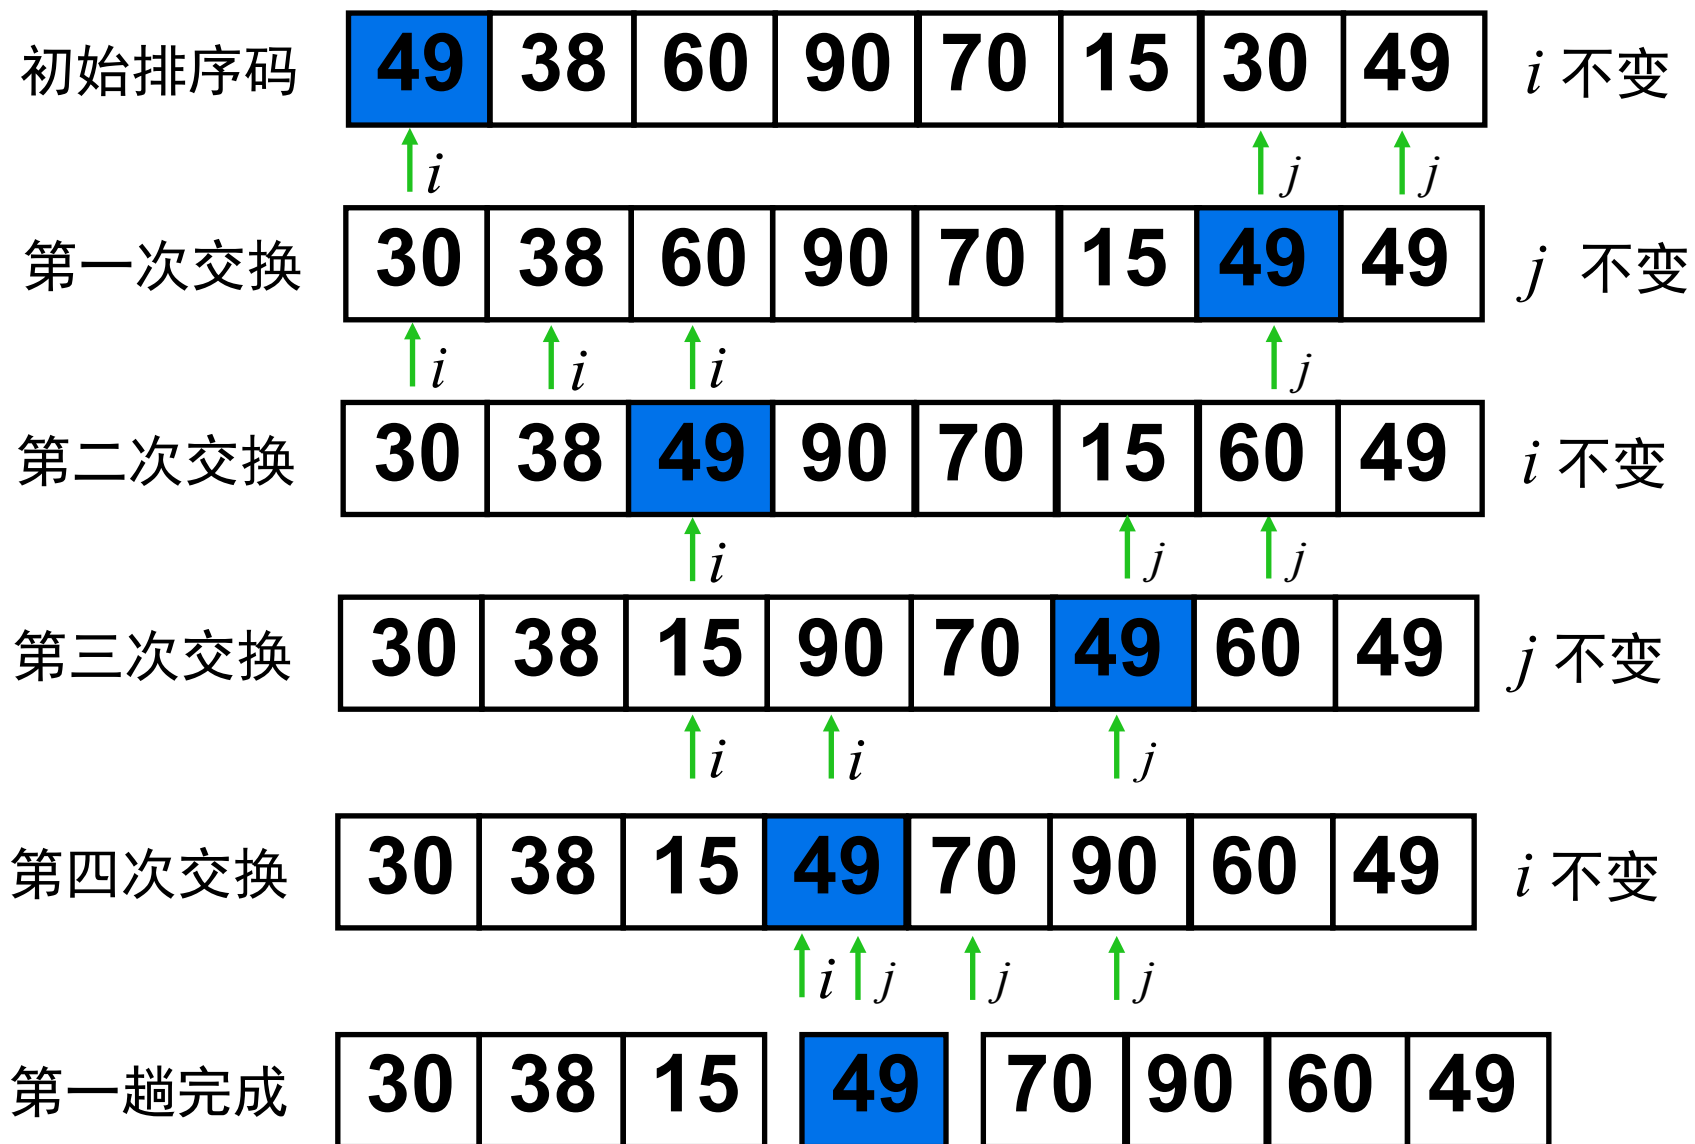 初始排序码 49 38 60 90 70 15 30 49 i 不变
i j j
第一次交换 30 38 60 90 70 15 49 49 j 不变
i i i j
第二次交换 30 38 49 90 70 15 60 49 i 不变
i j j
第三次交换 30 38 15 90 70 49 60 49 j 不变
i i j
第四次交换 30 38 15 49 70 90 60 49 i 不变
i j j j
第一趟完成 30 38 15 49 70 90 60 49